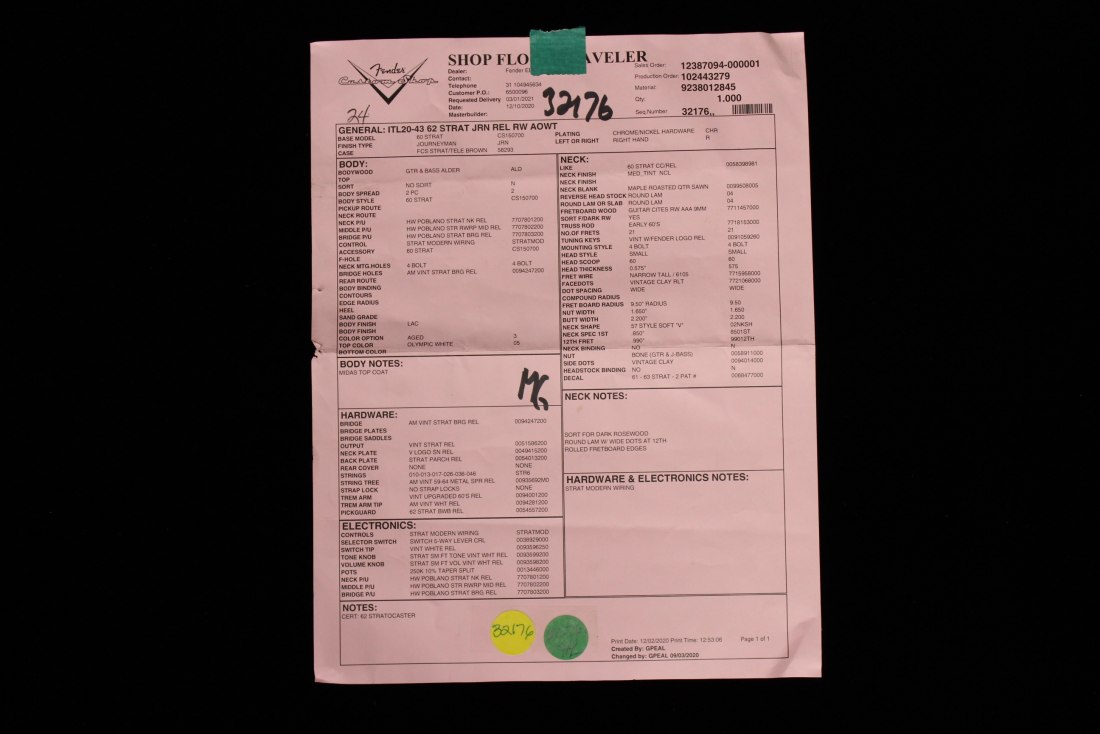 SHOP FLO AVELER
Fender
Custom Shop
Dealer: Fender E
Contact:
Telephone 31 104945634
Customer P.O.: 6500096
Requested Delivery 03/01/2021
Date: 12/10/2020
Masterbuilder:
32176
Sales Order: 12387094-000001
Production Order: 102443279
Material: 9238012845
Qty: 1.000
Seq Number 32176..
24
GENERAL: ITL20-43 62 STRAT JRN REL RW AOWT
BASE MODEL 60 STRAT CS150700 PLATING CHROME/NICKEL HARDWARE CHR
FINISH TYPE JOURNEYMAN JRN LEFT OR RIGHT RIGHT HAND R
CASE FCS STRAT/TELE BROWN 58293
BODY:
BODYWOOD GTR & BASS ALDER ALD
TOP
SORT NO SORT N
BODY SPREAD 2 PC 2
BODY STYLE 60 STRAT CS150700
PICKUP ROUTE
NECK ROUTE
NECK P/U HW POBLANO STRAT NK REL 7707801200
MIDDLE P/U HW POBLANO STR RWRP MID REL 7707802200
BRIDGE P/U HW POBLANO STRAT BRG REL 7707803200
CONTROL STRAT MODERN WIRING STRATMOD
ACCESSORY 60 STRAT CS150700
F-HOLE
NECK MTG.HOLES 4-BOLT 4 BOLT
BRIDGE HOLES AM VINT STRAT BRG REL 0094247200
REAR ROUTE
BODY BINDING
CONTOURS
EDGE RADIUS
HEEL
SAND GRADE
BODY FINISH LAC
BODY FINISH
COLOR OPTION AGED 3
TOP COLOR OLYMPIC WHITE 05
BOTTOM COLOR
BODY NOTES:
MIDAS TOP COAT
HARDWARE:
BRIDGE AM VINT STRAT BRG REL 0094247200
BRIDGE PLATES
BRIDGE SADDLES
OUTPUT VINT STRAT REL 0051506200
NECK PLATE V LOGO SN REL 0049415200
BACK PLATE STRAT PARCH REL 0054013200
REAR COVER NONE NONE
STRINGS 010-013-017-026-036-046 STR6
STRING TREE AM VINT 59-64 METAL SPR REL 00935692M0
STRAP LOCK NO STRAP LOCKS NONE
TREM ARM VINT UPGRADED 60'S REL 0094001200
TREM ARM TIP AM VINT WHT REL 0094281200
PICKGUARD 62 STRAT BWB REL 0054557200
ELECTRONICS:
CONTROLS STRAT MODERN WIRING STRATMOD
SELECTOR SWITCH SWITCH 5-WAY LEVER CRL 0038929000
SWITCH TIP VINT WHITE REL 0093596250
TONE KNOB STRAT SM FT TONE VINT WHT REL 0093599200
VOLUME KNOB STRAT SM FT VOL VINT WHT REL 0093598200
POTS 250K 10% TAPER SPLIT 0013446000
NECK P/U HW POBLANO STRAT NK REL 7707801200
MIDDLE P/U HW POBLANO STR RWRP MID REL 7707802200
BRIDGE P/U HW POBLANO STRAT BRG REL 7707803200
NECK:
LIKE 60 STRAT CC/REL 0058398981
NECK FINISH MED. TINT NCL
NECK FINISH
NECK BLANK MAPLE ROASTED QTR SAWN 0099508005
REVERSE HEAD STOCK ROUND LAM 04
ROUND LAM OR SLAB ROUND LAM 04
FRETBOARD WOOD GUITAR CITES RW AAA 9MM 7711457000
SORT F/DARK RW YES
TRUSS ROD EARLY 60'S 7718153000
NO.OF FRETS 21 21
TUNING KEYS VINT W/FENDER LOGO REL 0091059260
MOUNTING STYLE 4 BOLT 4 BOLT
HEAD STYLE SMALL SMALL
HEAD SCOOP 60 60
HEAD THICKNESS 0.575" 575
FRET WIRE NARROW TALL / 6105 7715958000
FACEDOTS VINTAGE CLAY RLT 7721068000
DOT SPACING WIDE WIDE
COMPOUND RADIUS
FRET BOARD RADIUS 9.50" RADIUS 9.50
NUT WIDTH 1.650" 1.650
BUTT WIDTH 2.200" 2.200
NECK SHAPE 57 STYLE SOFT "V" 02NKSH
NECK SPEC 1ST .850" 8501ST
12TH FRET .990" 99012TH
NECK BINDING NO N
NUT BONE (GTR & J-BASS) 0058911000
SIDE DOTS VINTAGE CLAY 0094014000
HEADSTOCK BINDING NO N
DECAL 61 - 63 STRAT - 2 PAT # 0068477000
NECK NOTES:
SORT FOR DARK ROSEWOOD
ROUND LAM W/ WIDE DOTS AT 12TH
ROLLED FRETBOARD EDGES
HARDWARE & ELECTRONICS NOTES:
STRAT MODERN WIRING
NOTES:
CERT: 62 STRATOCASTER
32176
Print Date: 12/02/2020 Print Time: 12:53:06 Page 1 of 1
Created By: GPEAL
Changed by: GPEAL 09/03/2020